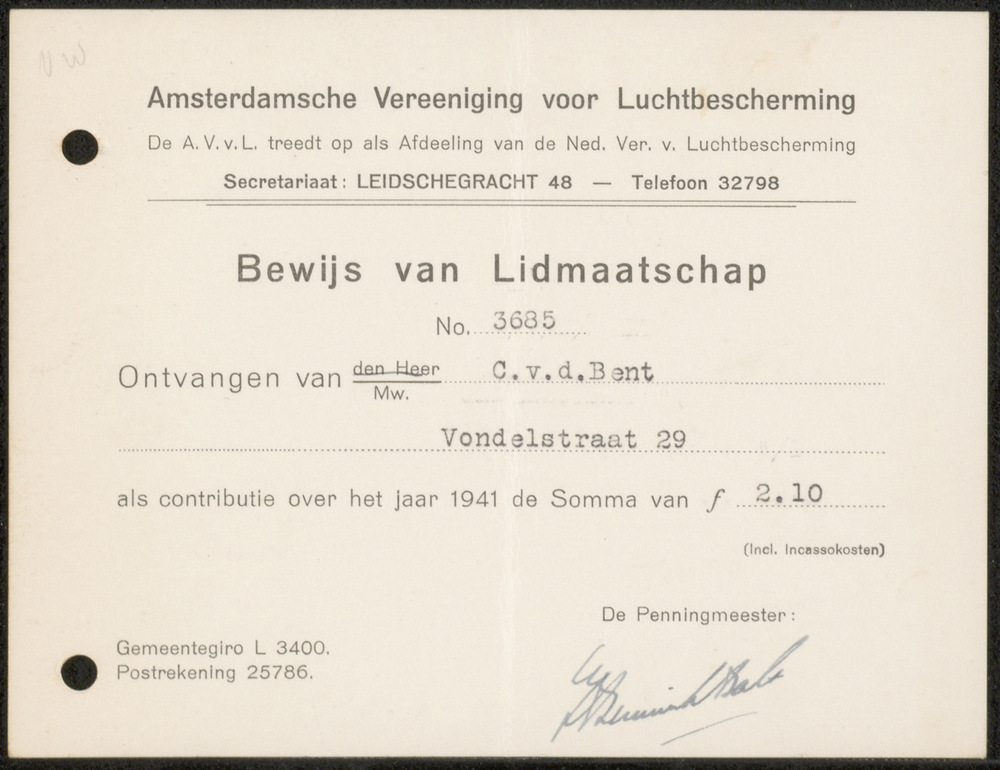 Amsterdamsche Vereeniging voor Luchtbescherming
De A. V. v. L. treedt op als Afdeeling van de Ned. Ver. v. Luchtbescherming
Secretariaat: LEIDSCHEGRACHT 48 — Telefoon 32798
Bewijs van Lidmaatschap
No. 3685
Ontvangen van den Heer C.v.d.Bent
Mw.
Vondelstraat 29
als contributie over het jaar 1941 de Somma van ƒ 2.10
(Incl. Incassokosten)
De Penningmeester:
Gemeentegiro L 3400.
Postrekening 25786.